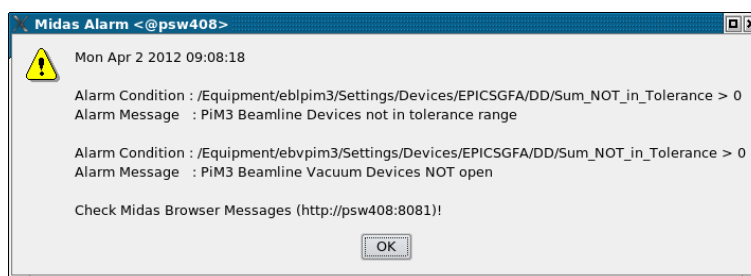 Midas Alarm <@psw408>
Mon Apr 2 2012 09:08:18
Alarm Condition : /Equipment/eblpim3/Settings/Devices/EPICSGFA/DD/Sum_NOT_in_Tolerance > 0
Alarm Message : PiM3 Beamline Devices not in tolerance range
Alarm Condition : /Equipment/ebvpim3/Settings/Devices/EPICSGFA/DD/Sum_NOT_in_Tolerance > 0
Alarm Message : PiM3 Beamline Vacuum Devices NOT open
Check Midas Browser Messages (http://psw408:8081)!
OK